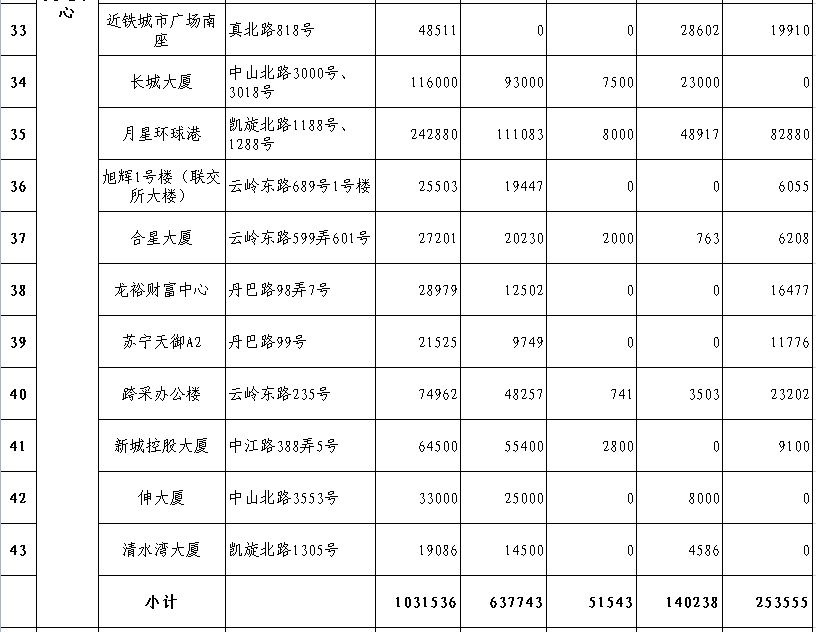 心
33 近铁城市广场南座 真北路818号 48511 0 0 28602 19910
34 长城大厦 中山北路3000号、3018号 116000 93000 7500 23000 0
35 月星环球港 凯旋北路1188号、1288号 242880 111083 8000 48917 82880
36 旭辉1号楼（联交所大楼） 云岭东路689号1号楼 25503 19447 0 0 6055
37 合星大厦 云岭东路599弄601号 27201 20230 2000 763 6208
38 龙裕财富中心 丹巴路98弄7号 28979 12502 0 0 16477
39 苏宁天御A2 丹巴路99号 21525 9749 0 0 11776
40 跨采办公楼 云岭东路235号 74962 48257 741 3503 23202
41 新城控股大厦 中江路388弄5号 64500 55400 2800 0 9100
42 伸大厦 中山北路3553号 33000 25000 0 8000 0
43 清水湾大厦 凯旋北路1305号 19086 14500 0 4586 0
小计 1031536 637743 51543 140238 253555